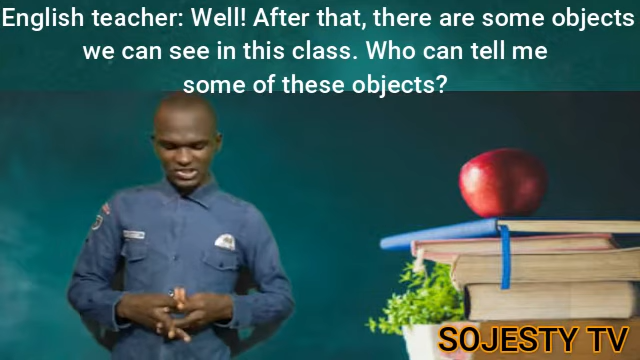 English teacher: Well! After that, there are some objects
we can see in this class. Who can tell me
some of these objects?
SOJESTY TV